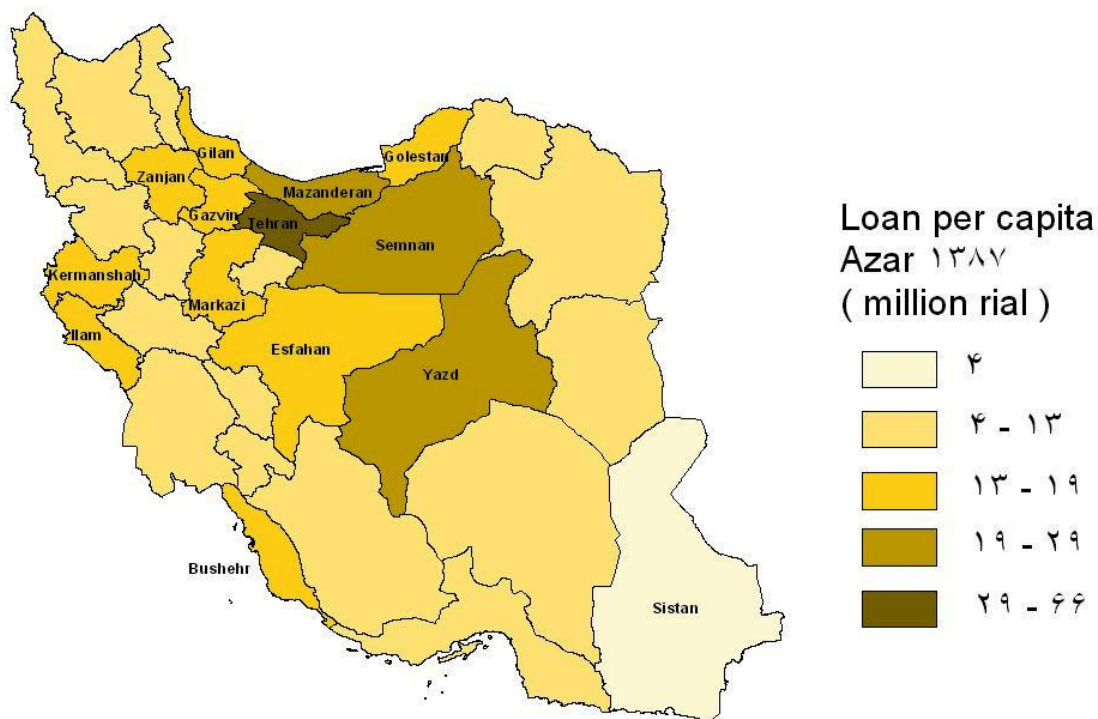 Gilan
Golestan
Zanjan
Mazanderan
Gazvin
Tehran
Semnan
Kermanshah
Markazi
Ilam
Esfahan
Yazd
Bushehr
Sistan
Loan per capita
Azar ۱۳۸۷
( million rial )
۴
۴ - ۱۳
۱۳ - ۱۹
۱۹ - ۲۹
۲۹ - ۶۶